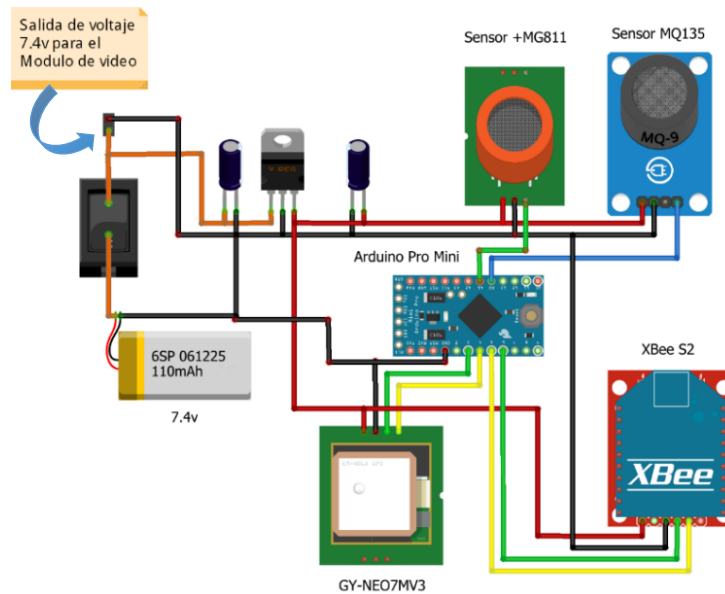 Salida de voltaje
7.4v para el
Modulo de video
Sensor +MG811
Sensor MQ135
MQ-9
V REG
Arduino Pro Mini
6SP 061225
110mAh
7.4v
XBee S2
XBee
GY-NEO7MV3